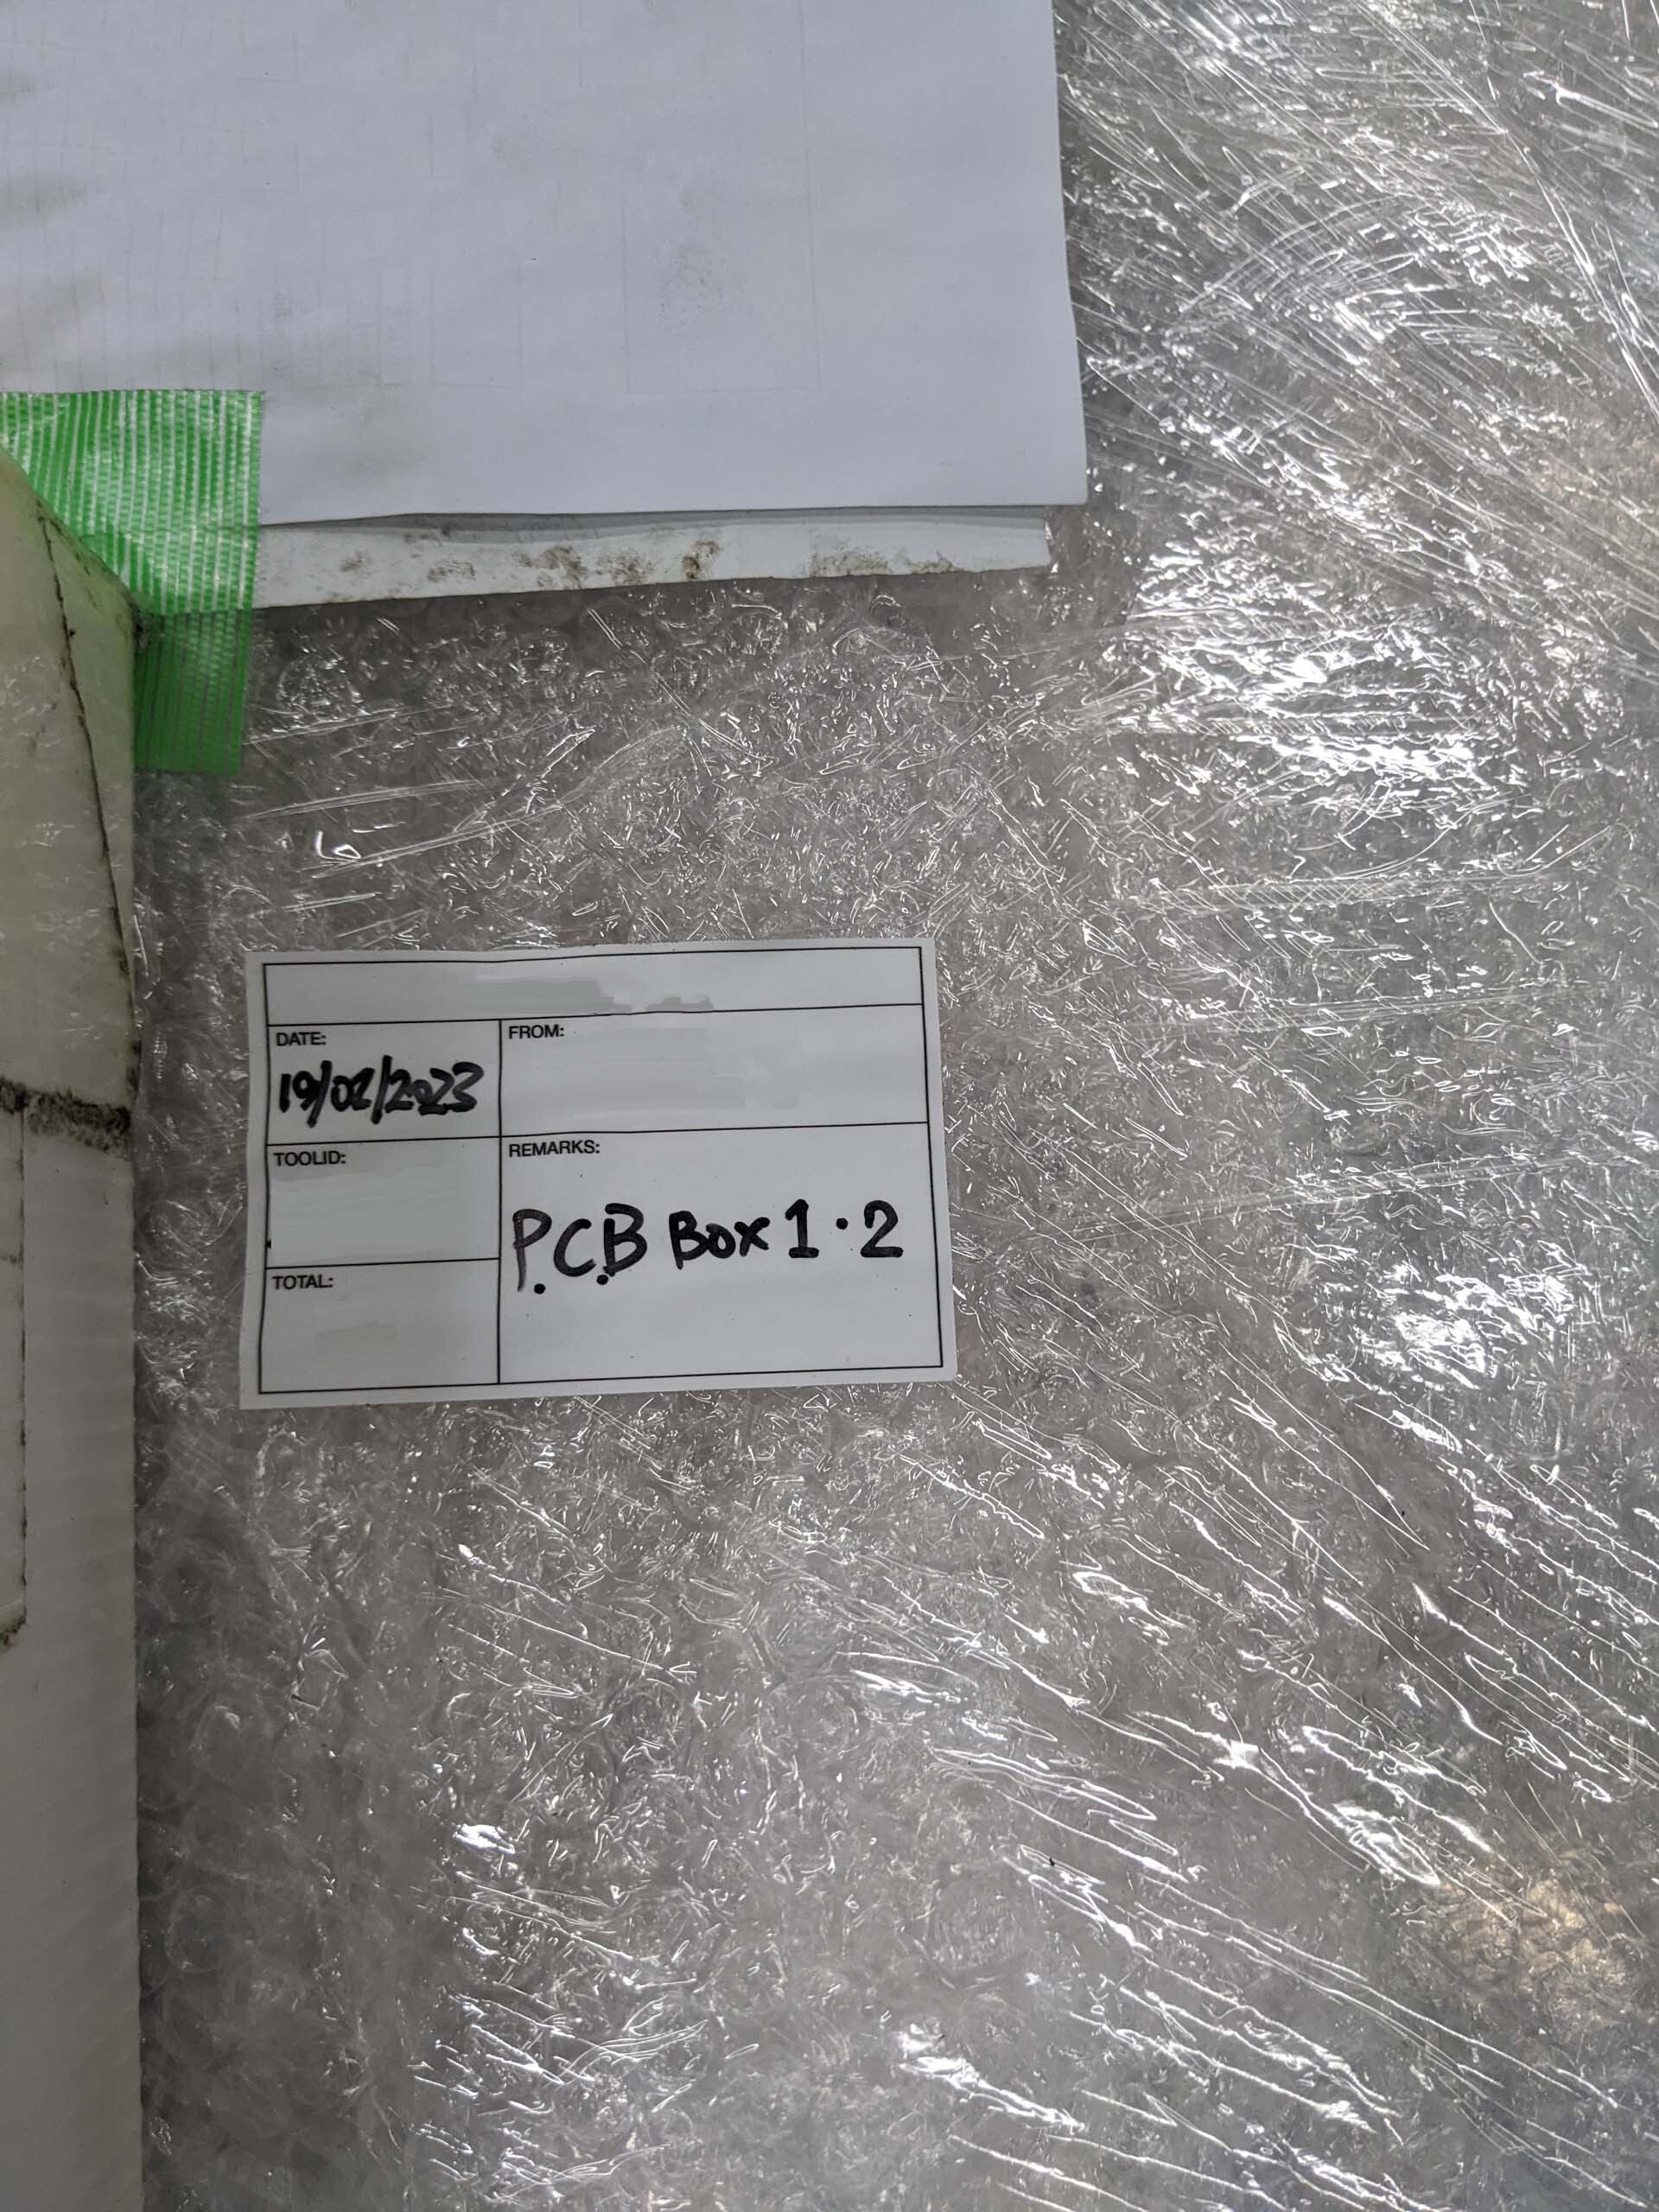 DATE:
19/02/2023
FROM:
TOOLID:
REMARKS:
P.C.B BOX 1.2
TOTAL: